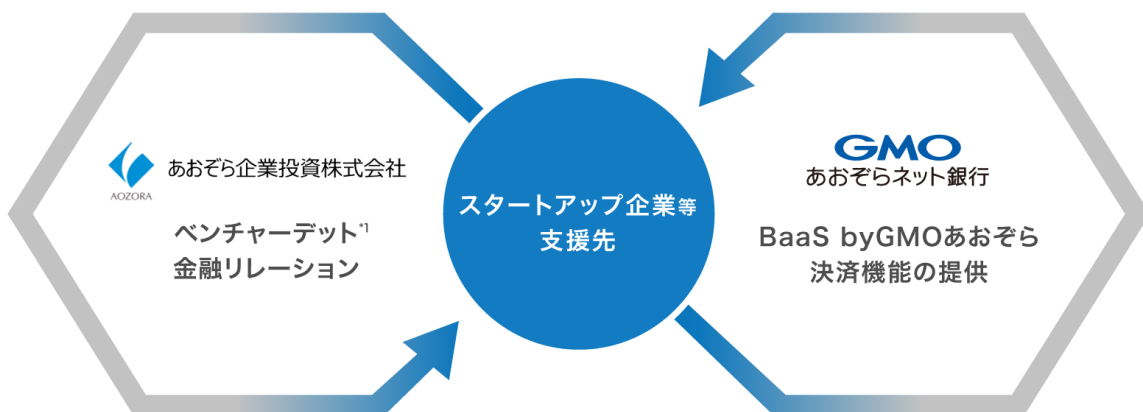 AOZORA
あおぞら企業投資株式会社
ベンチャーデット*1
金融リレーション
スタートアップ企業等
支援先
GMO
あおぞらネット銀行
BaaS byGMOあおぞら
決済機能の提供